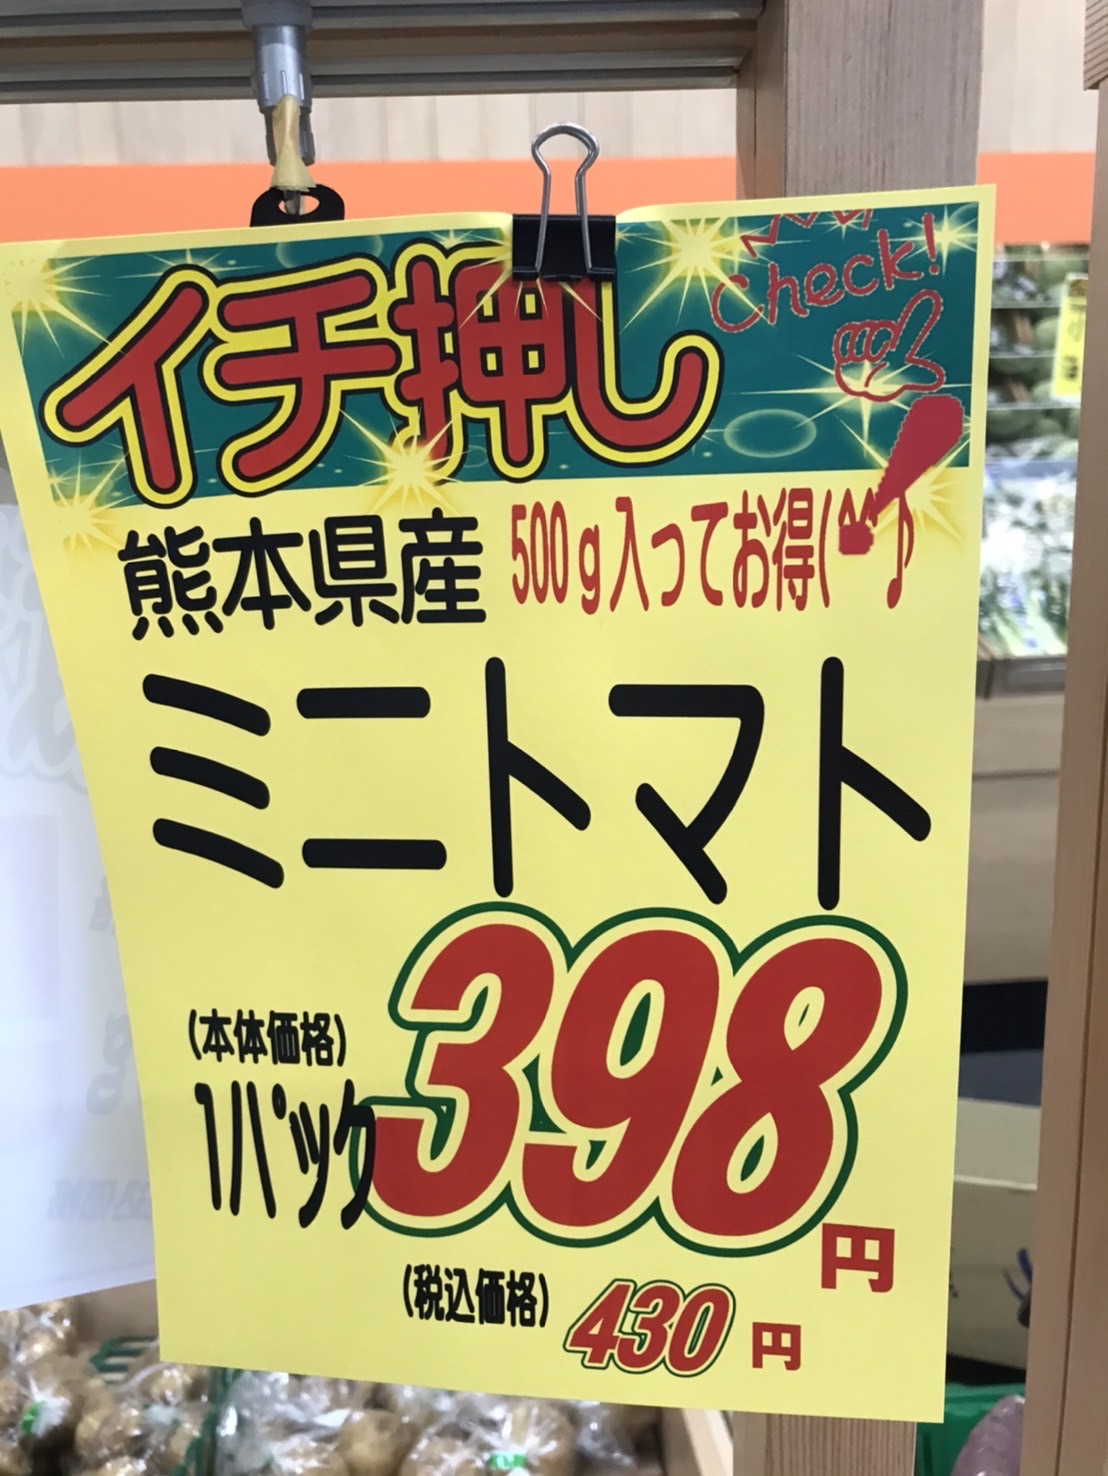 イチ押し
Check!
熊本県産 500g入ってお得(^^♪
ミニトマト
(本体価格)
1パック 398円
(税込価格) 430円